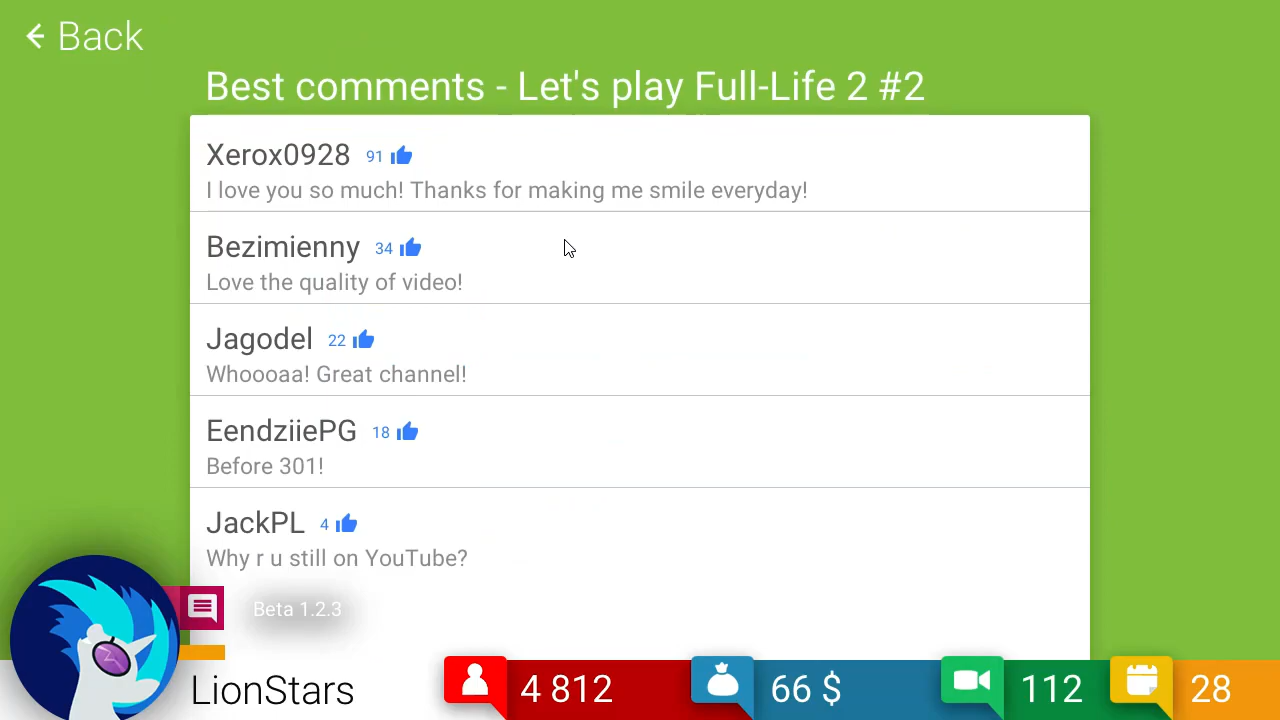 Back
Best comments - Let's play Full-Life 2 #2
Xerox0928 91
I love you so much! Thanks for making me smile everyday!
Bezimienny 34
Love the quality of video!
Jagodel 22
Whoooaa! Great channel!
EendziiePG 18
Before 301!
JackPL 4
Why r u still on YouTube?
Beta 1.2.3
LionStars 4 812 66 $ 112 28